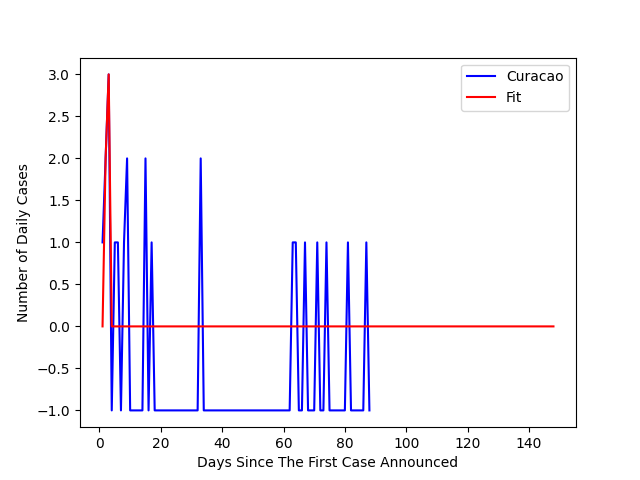 Curacao
Fit
Number of Daily Cases
3.0
2.5
2.0
1.5
1.0
0.5
0.0
−0.5
−1.0
0 20 40 60 80 100 120 140
Days Since The First Case Announced